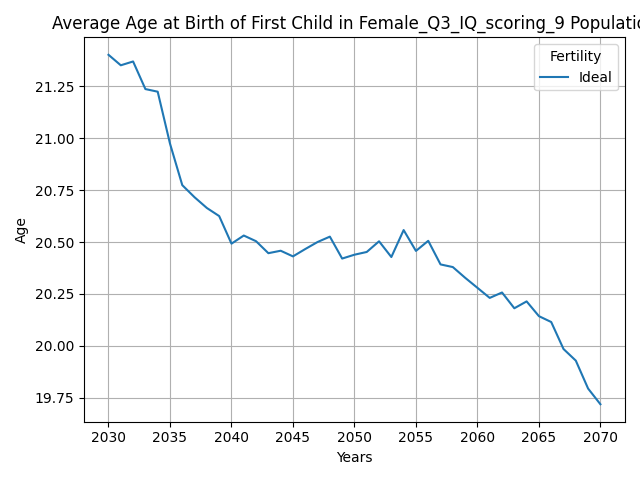 Average Age at Birth of First Child in Female_Q3_IQ_scoring_9 Populatio
Fertility
Ideal
Age
21.25
21.00
20.75
20.50
20.25
20.00
19.75
2030 2035 2040 2045 2050 2055 2060 2065 2070
Years